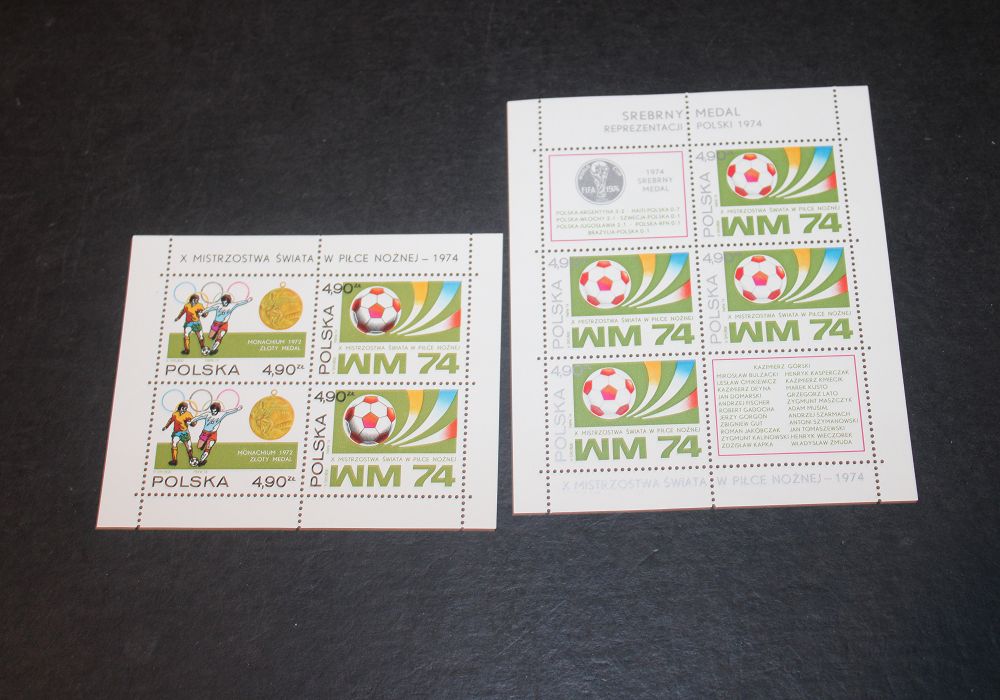 X MISTRZOSTWA ŚWIATA W PIŁCE NOŻNEJ – 1974
MONACHIUM 1972
ZŁOTY MEDAL
POLSKA 4,90 ZŁ
4,90 ZŁ
POLSKA
X MISTRZOSTWA ŚWIATA W PIŁCE NOŻNEJ
WM 74
MONACHIUM 1972
ZŁOTY MEDAL
POLSKA 4,90 ZŁ
4,90 ZŁ
POLSKA
X MISTRZOSTWA ŚWIATA W PIŁCE NOŻNEJ
WM 74
SREBRNY MEDAL
REPREZENTACJI POLSKI 1974
FIFA 1974
1974
SREBRNY
MEDAL
POLSKA-ARGENTYNA 3:2 · HAITI-POLSKA 0:7
POLSKA-WŁOCHY 2:1 · SZWECJA-POLSKA 0:1
POLSKA-JUGOSŁAWIA 2:1 · POLSKA-RFN 0:1
BRAZYLIA-POLSKA 0:1
4,90
POLSKA
X MISTRZOSTWA ŚWIATA W PIŁCE NOŻNEJ
WM 74
4,90
POLSKA
X MISTRZOSTWA ŚWIATA W PIŁCE NOŻNEJ
WM 74
4,90
POLSKA
X MISTRZOSTWA ŚWIATA W PIŁCE NOŻNEJ
WM 74
4,90
POLSKA
X MISTRZOSTWA ŚWIATA W PIŁCE NOŻNEJ
WM 74
KAZIMIERZ GÓRSKI
MIROSŁAW BULZACKI HENRYK KASPERCZAK
LESŁAW ĆMIKIEWICZ KAZIMIERZ KMIECIK
KAZIMIERZ DEYNA MAREK KUSTO
JAN DOMARSKI GRZEGORZ LATO
ANDRZEJ FISCHER ZYGMUNT MASZCZYK
ROBERT GADOCHA ADAM MUSIAŁ
JERZY GORGOŃ ANDRZEJ SZARMACH
ZBIGNIEW GUT ANTONI SZYMANOWSKI
ROMAN JAKÓBCZAK JAN TOMASZEWSKI
ZYGMUNT KALINOWSKI HENRYK WIECZOREK
ZDZISŁAW KAPKA WŁADYSŁAW ŻMUDA
X MISTRZOSTWA ŚWIATA W PIŁCE NOŻNEJ – 1974